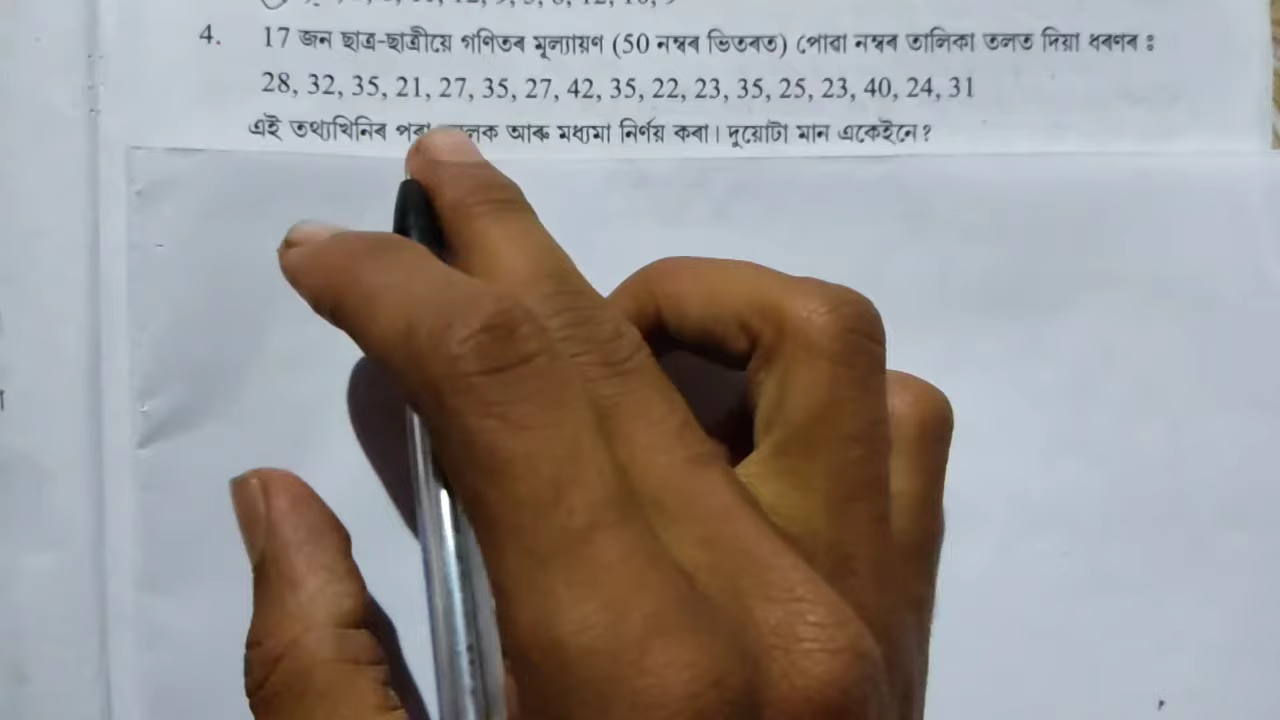 4. 17 জন ছাত্ৰ-ছাত্ৰীয়ে গণিতৰ মূল্যায়ণ (50 নম্বৰ ভিতৰত) পোৱা নম্বৰ তালিকা তলত দিয়া ধৰণৰ :
28, 32, 35, 21, 27, 35, 27, 42, 35, 22, 23, 35, 25, 23, 40, 24, 31
এই তথ্যখিনিৰ পৰা আৰু মধ্যমা নিৰ্ণয় কৰা। দুয়োটা মান একেইনে?